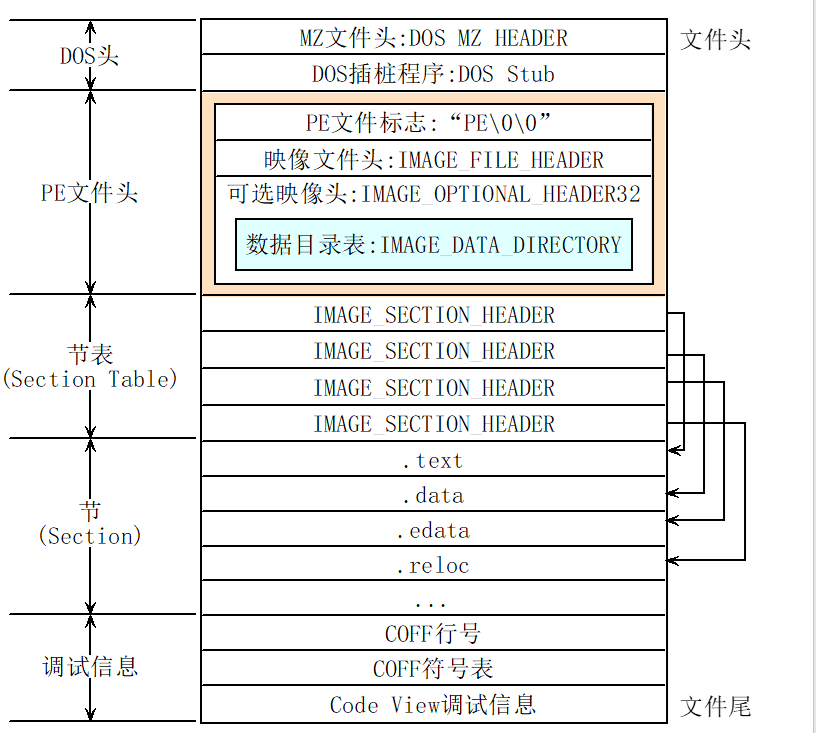 MZ文件头:DOS MZ HEADER
文件头
DOS头
DOS插桩程序:DOS Stub
PE文件标志:“PE\0\0”
映像文件头:IMAGE_FILE_HEADER
PE文件头
可选映像头:IMAGE_OPTIONAL_HEADER32
数据目录表:IMAGE_DATA_DIRECTORY
IMAGE_SECTION_HEADER
IMAGE_SECTION_HEADER
节表
(Section Table)
IMAGE_SECTION_HEADER
IMAGE_SECTION_HEADER
.text
.data
节
(Section)
.edata
.reloc
...
COFF行号
调试信息
COFF符号表
Code View调试信息
文件尾